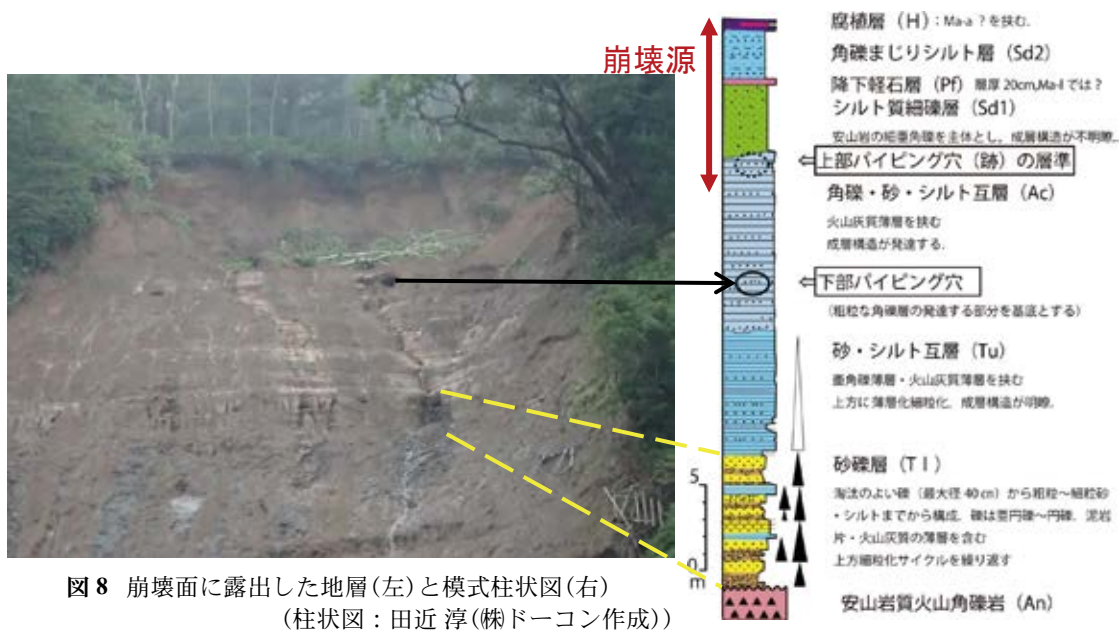 崩壊源
腐植層（H）：Ma-a ? を挟む.
角礫まじりシルト層（Sd2）
降下軽石層（Pf） 層厚 20cm,Ma-l では？
シルト質細礫層（Sd1）
安山岩の細亜角礫を主体とし，成層構造が不明瞭.
⇦上部パイピング穴（跡）の層準
角礫・砂・シルト互層（Ac）
火山灰質薄層を挟む
成層構造が発達する.
⇦下部パイピング穴
（粗粒な角礫層の発達する部分を基底とする）
砂・シルト互層（Tu）
亜角礫薄層・火山灰質薄層を挟む
上方に薄層化細粒化，成層構造が明瞭.
砂礫層（Tl）
淘汰のよい礫（最大径 40 cm）から粗粒～細粒砂
・シルトまでから構成，礫は亜円礫～円礫，泥岩
片・火山灰質の薄層を含む
上方細粒化サイクルを繰り返す
安山岩質火山角礫岩（An）
5
0
m
図 8 崩壊面に露出した地層(左)と模式柱状図(右)
(柱状図：田近 淳(㈱ドーコン作成))